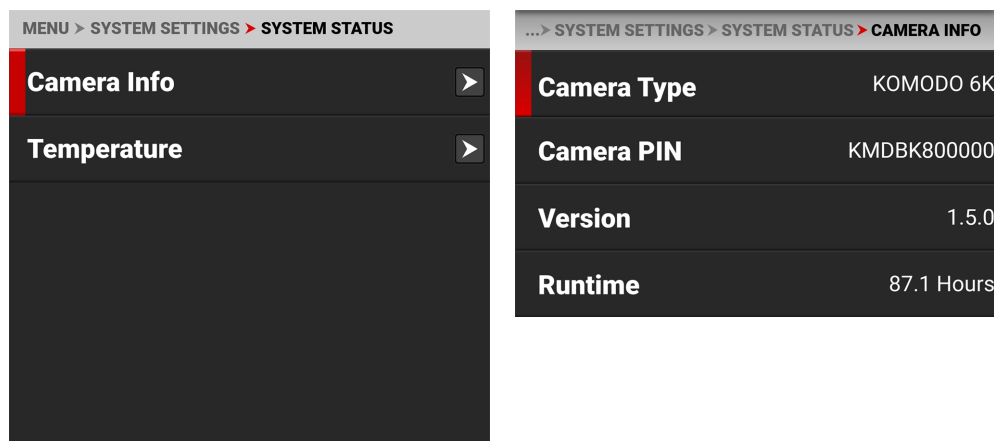 MENU > SYSTEM SETTINGS > SYSTEM STATUS
Camera Info
Temperature
...> SYSTEM SETTINGS > SYSTEM STATUS > CAMERA INFO
Camera Type KOMODO 6K
Camera PIN KMDBK800000
Version 1.5.0
Runtime 87.1 Hours